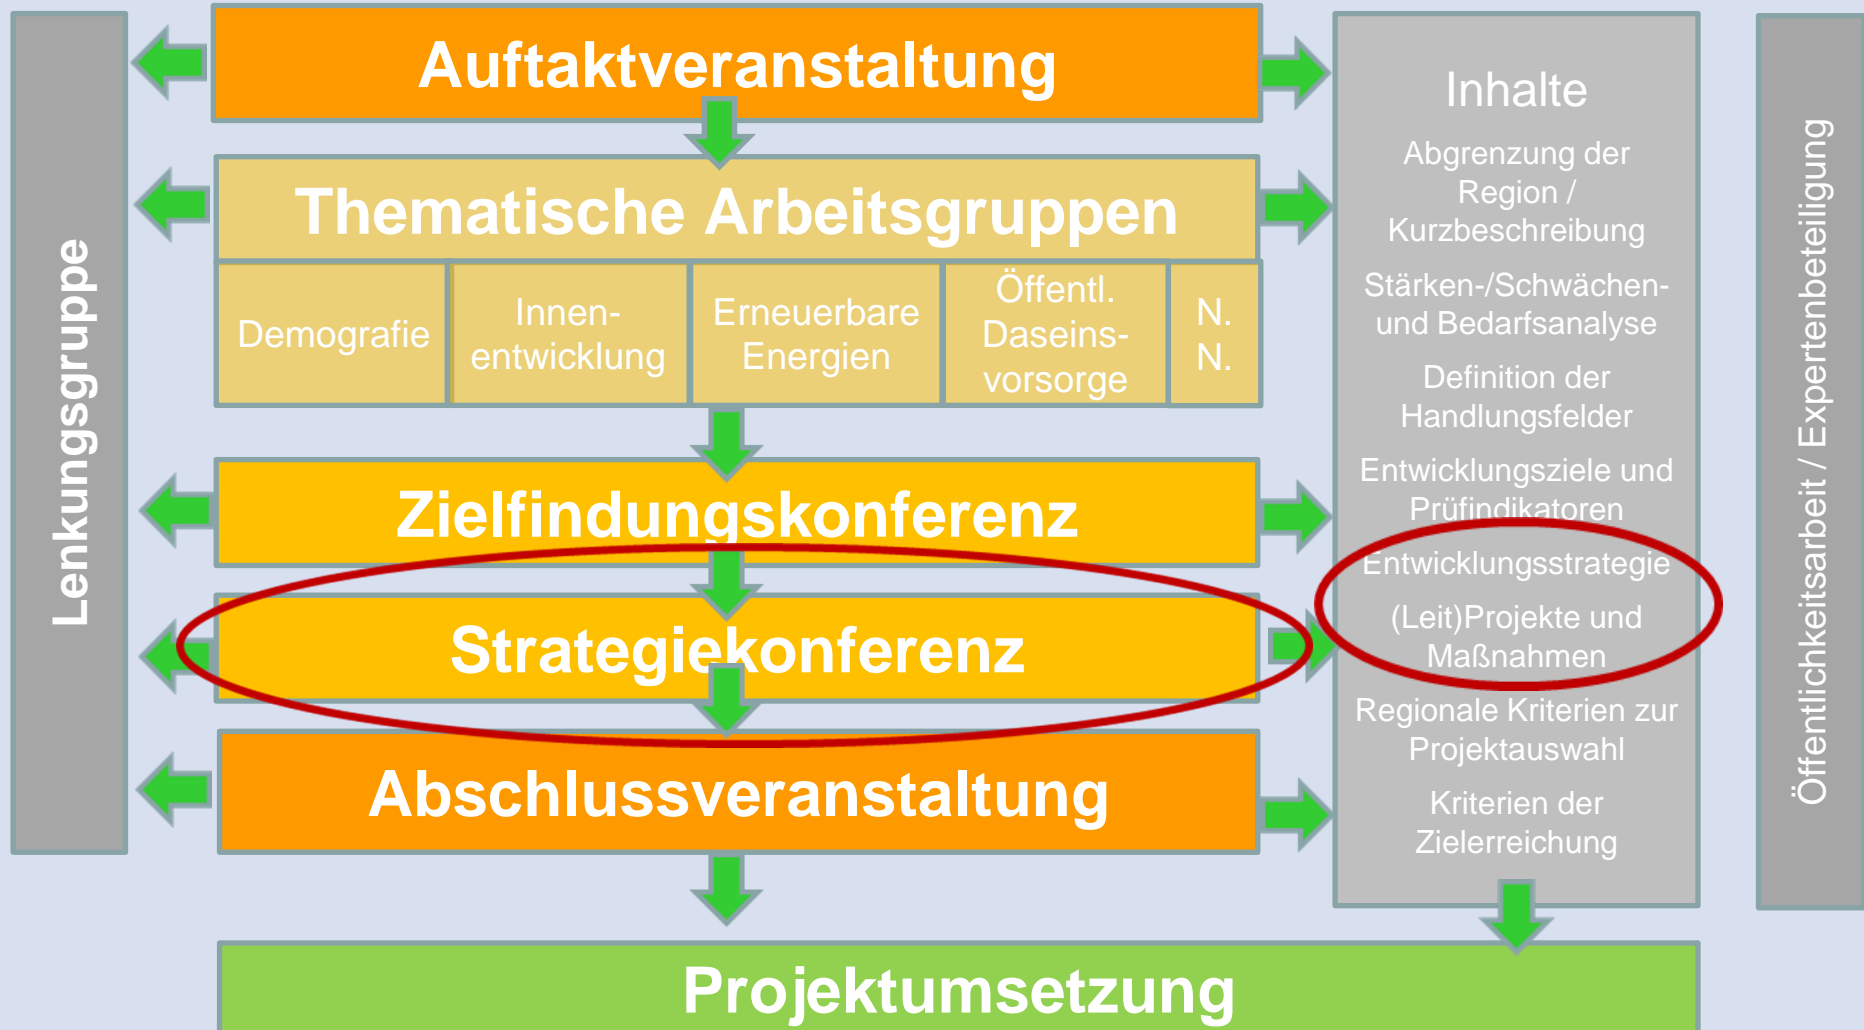 Lenkungsgruppe
Auftaktveranstaltung
Thematische Arbeitsgruppen
Demografie
Innen-
entwicklung
Erneuerbare
Energien
Öffentl.
Daseins-
vorsorge
N.
N.
Zielfindungskonferenz
Strategiekonferenz
Abschlussveranstaltung
Inhalte
Abgrenzung der
Region /
Kurzbeschreibung
Stärken-/Schwächen-
und Bedarfsanalyse
Definition der
Handlungsfelder
Entwicklungsziele und
Prüfindikatoren
Entwicklungsstrategie
(Leit)Projekte und
Maßnahmen
Regionale Kriterien zur
Projektauswahl
Kriterien der
Zielerreichung
Öffentlichkeitsarbeit / Expertenbeteiligung
Projektumsetzung